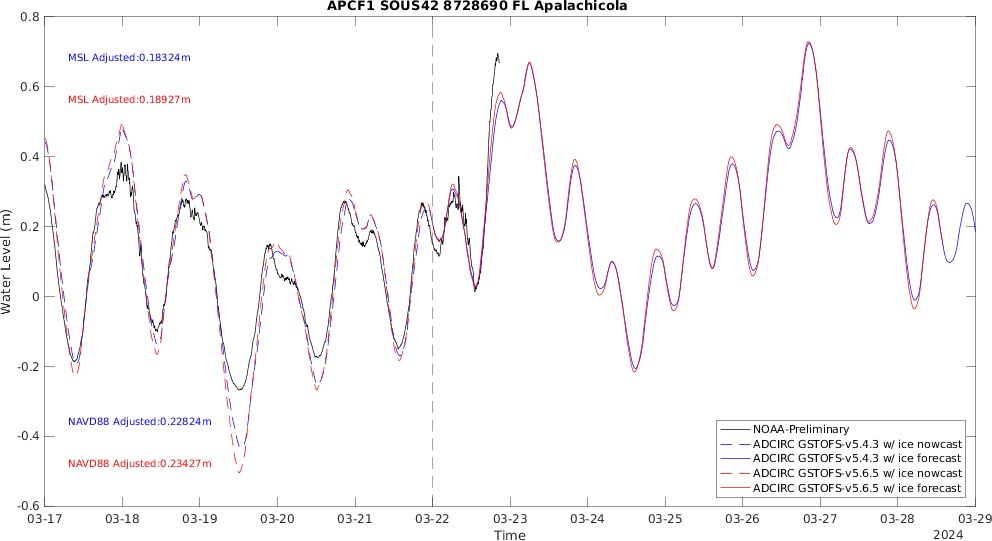 APCF1 SOUS42 8728690 FL Apalachicola
0.8
0.6
0.4
0.2
0
-0.2
-0.4
-0.6
Water Level (m)
MSL Adjusted:0.18324m
MSL Adjusted:0.18927m
NAVD88 Adjusted:0.22824m
NAVD88 Adjusted:0.23427m
NOAA-Preliminary
ADCIRC GSTOFS-v5.4.3 w/ ice nowcast
ADCIRC GSTOFS-v5.4.3 w/ ice forecast
ADCIRC GSTOFS-v5.6.5 w/ ice nowcast
ADCIRC GSTOFS-v5.6.5 w/ ice forecast
03-17 03-18 03-19 03-20 03-21 03-22 03-23 03-24 03-25 03-26 03-27 03-28 03-29
Time
2024